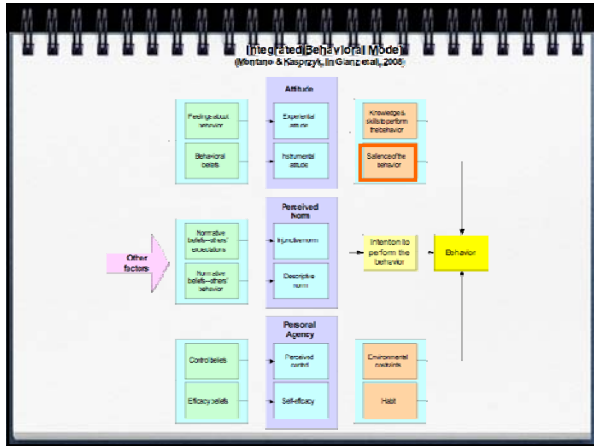 Integrated Behavioral Model
(Montano & Kasprzyk, in Glanz et al., 2008)
Attitude
Feelings about
behavior
Experiential
attitude
Knowledge &
skills to perform
the behavior
Behavioral
beliefs
Instrumental
attitude
Salience of the
behavior
Perceived
Norm
Normative
beliefs—others'
expectations
Injunctive norm
Intention to
perform the
behavior
Behavior
Other
factors
Normative
beliefs—others'
behavior
Descriptive
norm
Personal
Agency
Control beliefs
Perceived
control
Environmental
constraints
Efficacy beliefs
Self-efficacy
Habit